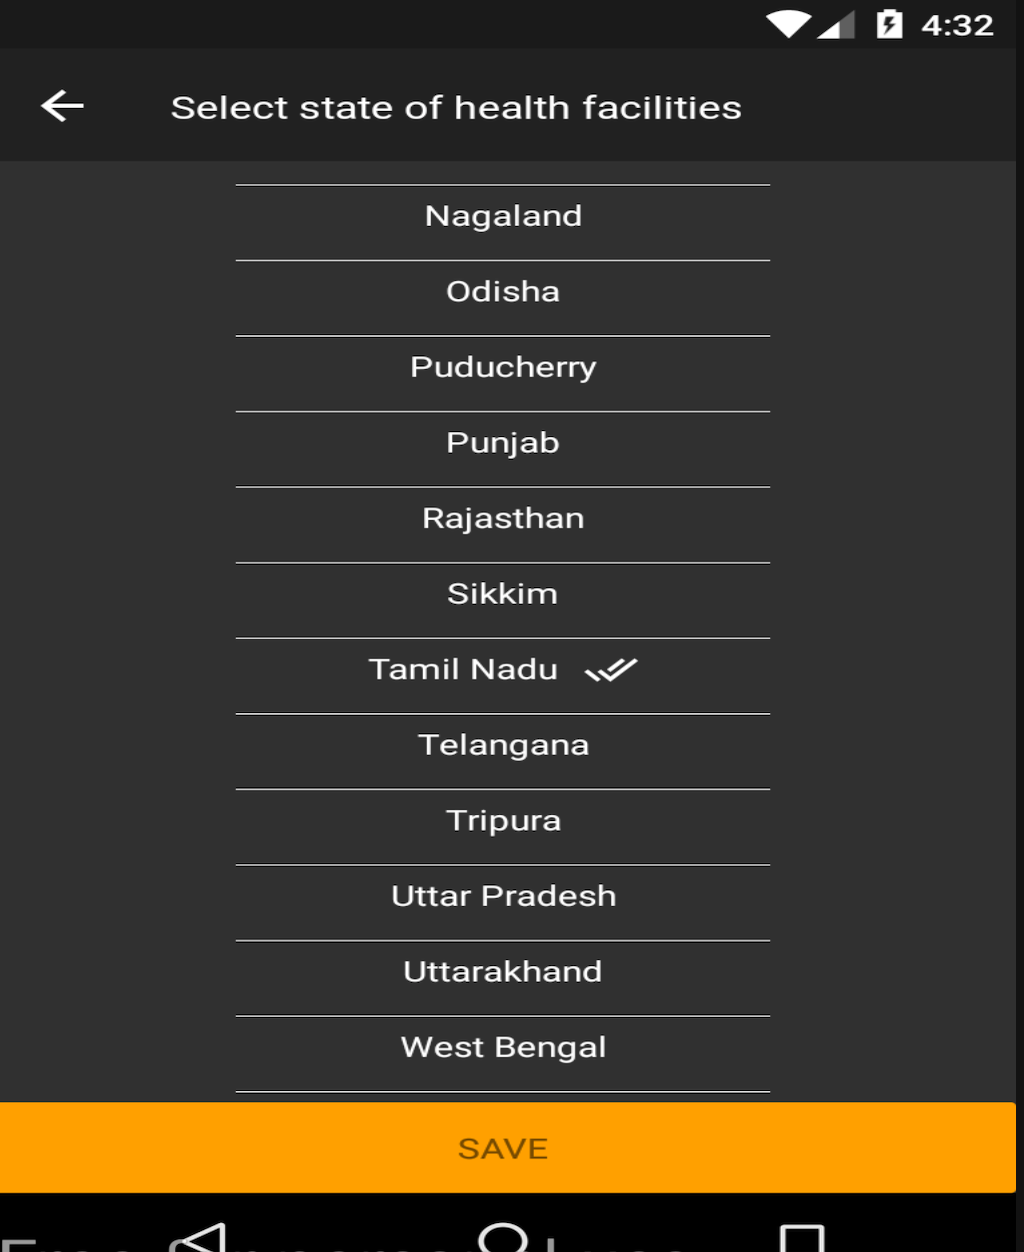 4:32
Select state of health facilities
Nagaland
Odisha
Puducherry
Punjab
Rajasthan
Sikkim
Tamil Nadu
Telangana
Tripura
Uttar Pradesh
Uttarakhand
West Bengal
SAVE